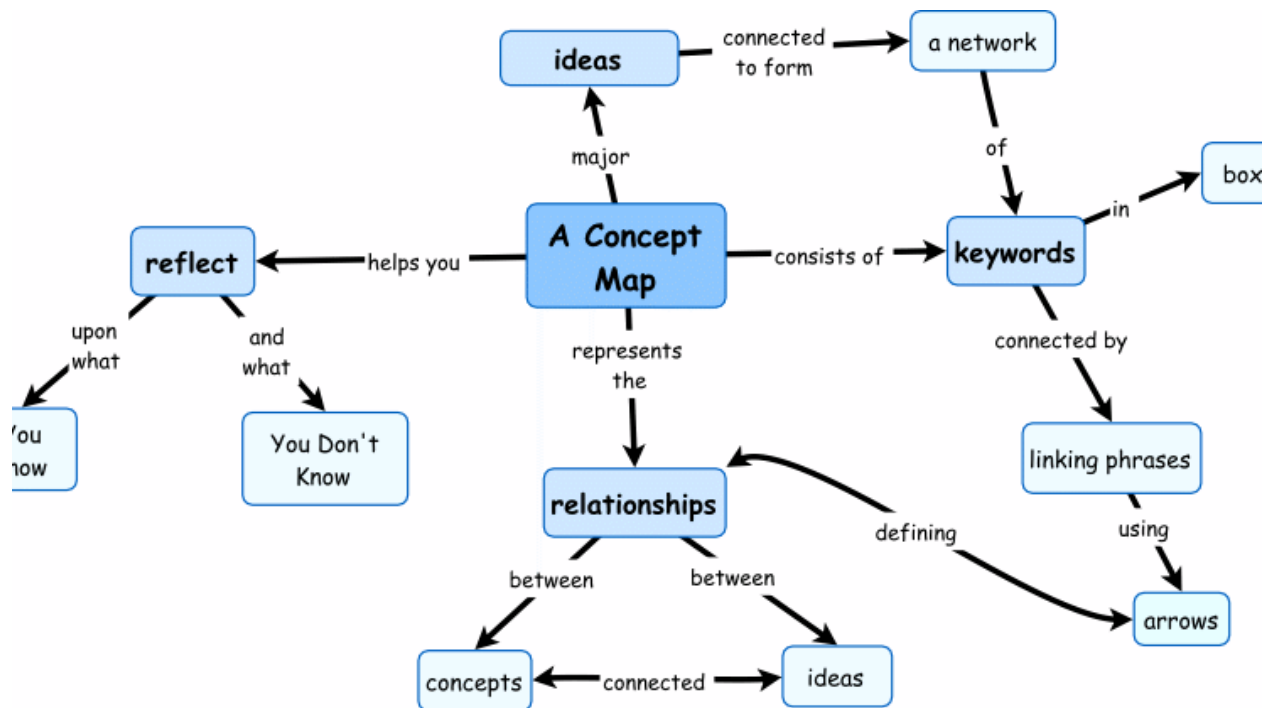 ideas
connected
to form
a network
major
of
box
in
A Concept
Map
consists of
keywords
reflect
helps you
upon
what
and
what
represents
the
connected by
You Don't
Know
linking phrases
relationships
defining
using
between
between
arrows
concepts
connected
ideas